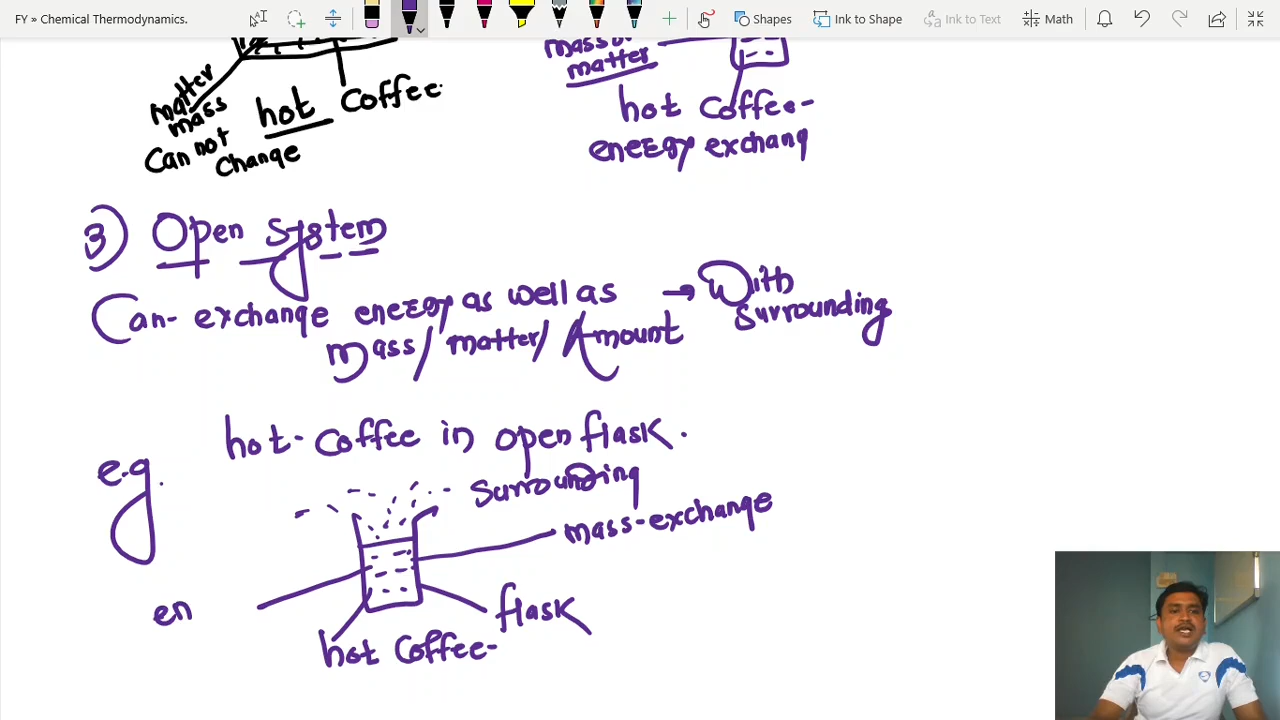 FY » Chemical Thermodynamics.
Shapes
Ink to Shape
Ink to Text
Math
matter
mass
Can not
Change
hot Coffee
matter
hot Coffee-
energy exchang
3) Open System
Can- exchange energy as well as
mass/ matter/ Amount
→ With
surrounding
e.g.
hot- Coffee in open flask.
Surrounding
mass-exchange
en
flask
hot Coffee-